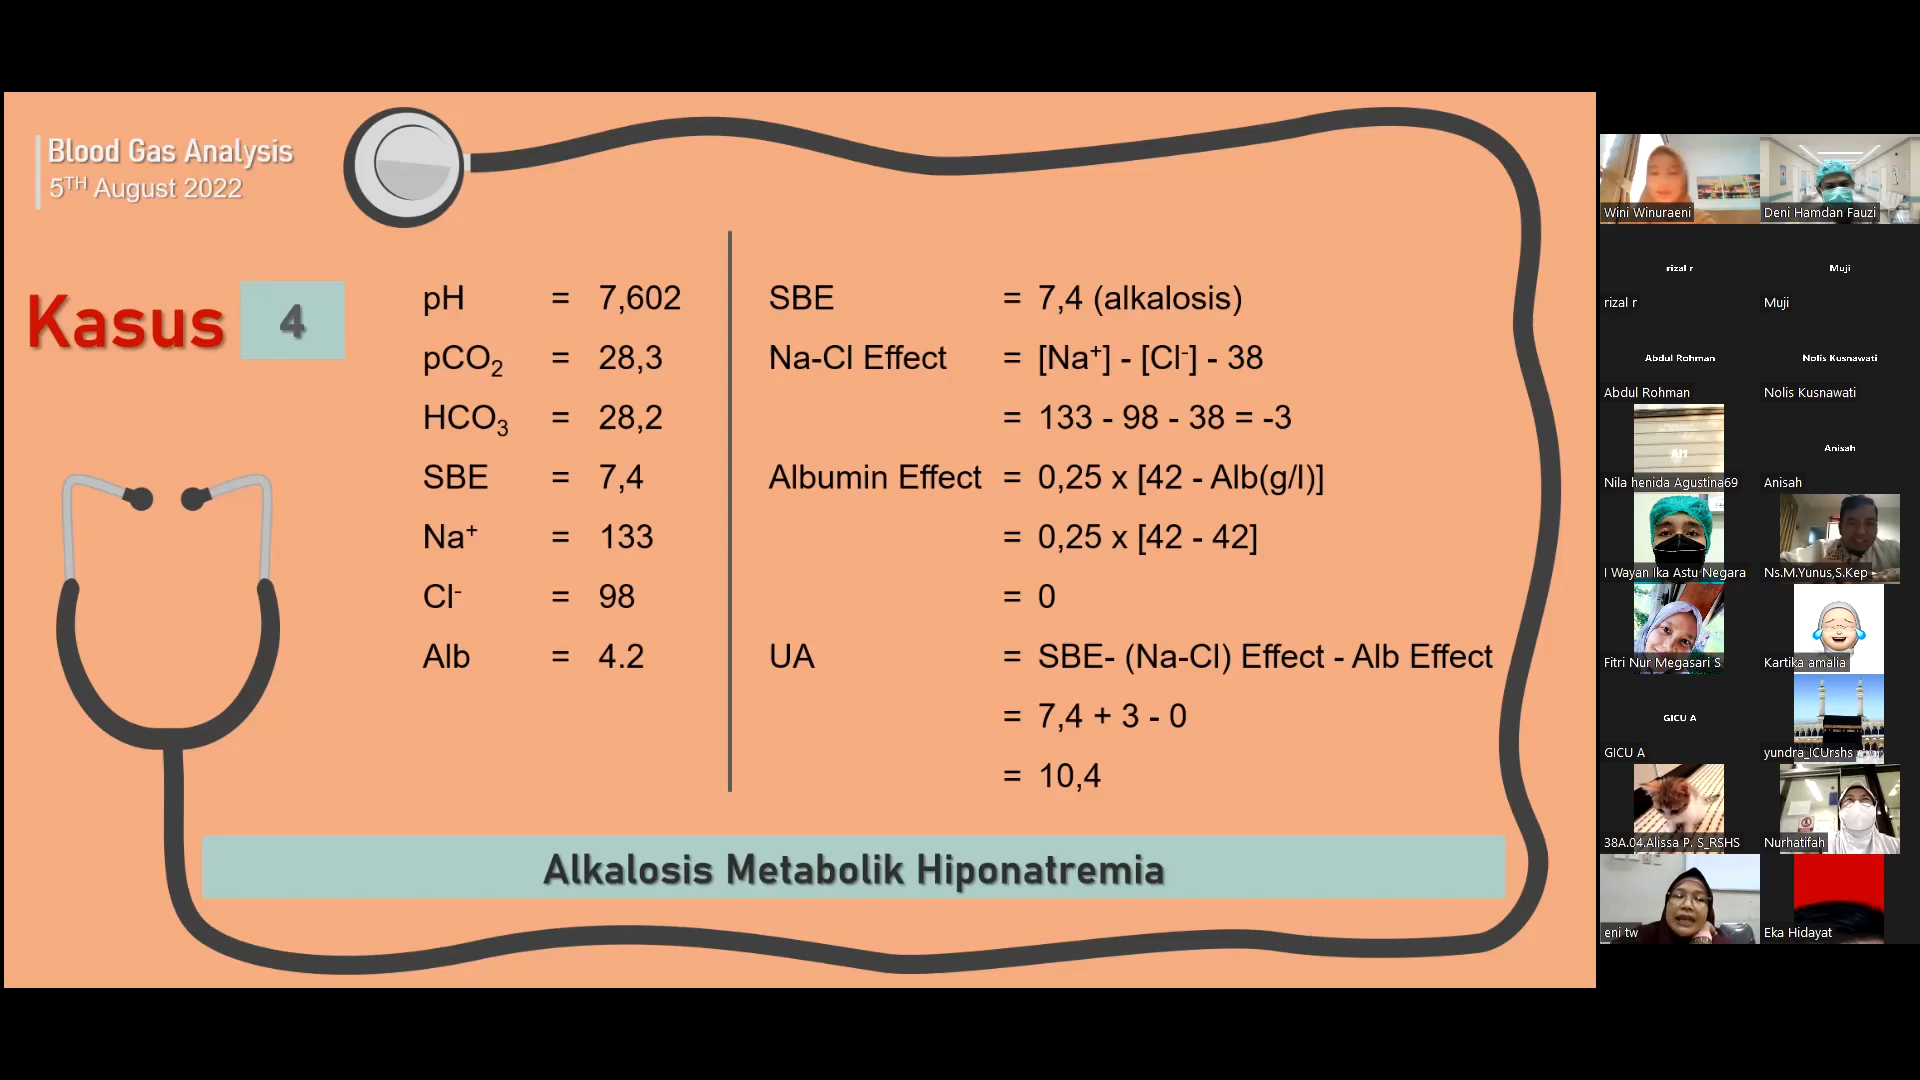 Blood Gas Analysis
5TH August 2022
Kasus 4
pH = 7,602
pCO2 = 28,3
HCO3 = 28,2
SBE = 7,4
Na+ = 133
Cl- = 98
Alb = 4.2
SBE = 7,4 (alkalosis)
Na-Cl Effect = [Na+] - [Cl-] - 38
= 133 - 98 - 38 = -3
Albumin Effect = 0,25 x [42 - Alb(g/l)]
= 0,25 x [42 - 42]
= 0
UA = SBE- (Na-Cl) Effect - Alb Effect
= 7,4 + 3 - 0
= 10,4
Alkalosis Metabolik Hiponatremia
Wini Winuraeni
Deni Hamdan Fauzi
rizal r
rizal r
Muji
Muji
Abdul Rohman
Abdul Rohman
Nolis Kusnawati
Nolis Kusnawati
Nila henida Agustina69
Anisah
Anisah
I Wayan Ika Astu Negara
Ns.M.Yunus,S.Kep
Fitri Nur Megasari S
Kartika amalia
GICU A
GICU A
yundra_ICUrshs
38A.04.Alissa P. S_RSHS
Nurhatifah
eni tw
Eka Hidayat